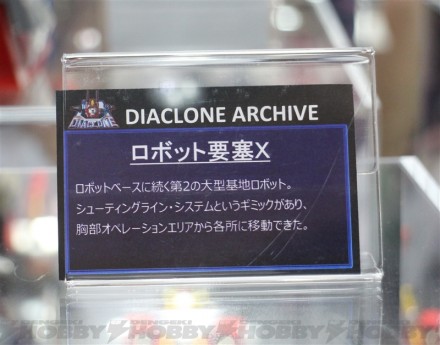 DIACLONE
DIACLONE ARCHIVE
ロボット要塞X
ロボットベースに続く第2の大型基地ロボット。
シューティングライン・システムというギミックがあり、
胸部オペレーションエリアから各所に移動できた。
DENGEKI HOBBY DENGEKI HOBBY DENGEKI HOBBY